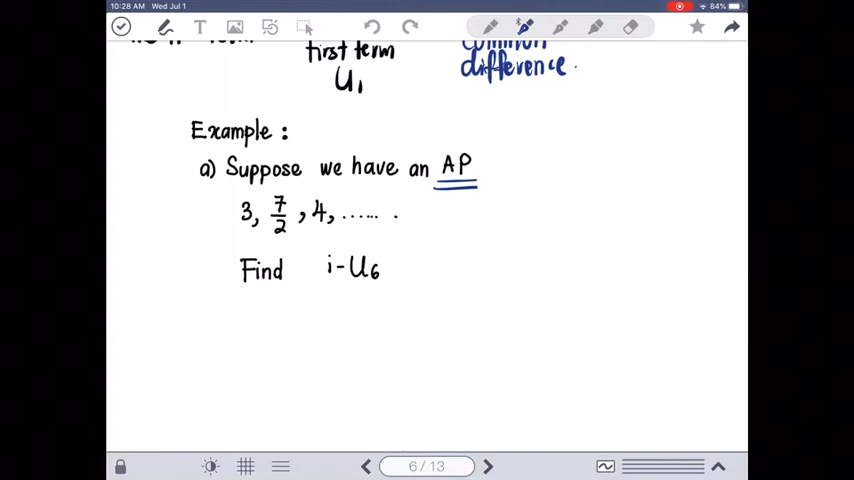 10:28 AM Wed Jul 1
84%
T
first term
common
U₁
difference
Example :
a) Suppose we have an AP
3, 7/2 , 4, ...... .
Find i - U₆
6 / 13